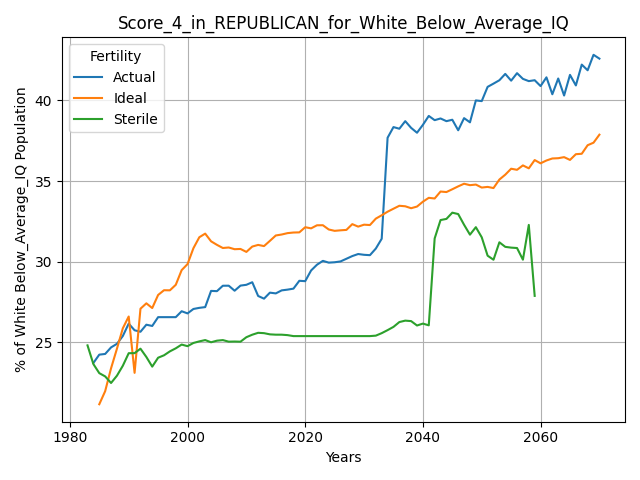 Score_4_in_REPUBLICAN_for_White_Below_Average_IQ
Fertility
Actual
Ideal
Sterile
% of White Below_Average_IQ Population
40
35
30
25
1980
2000
2020
2040
2060
Years